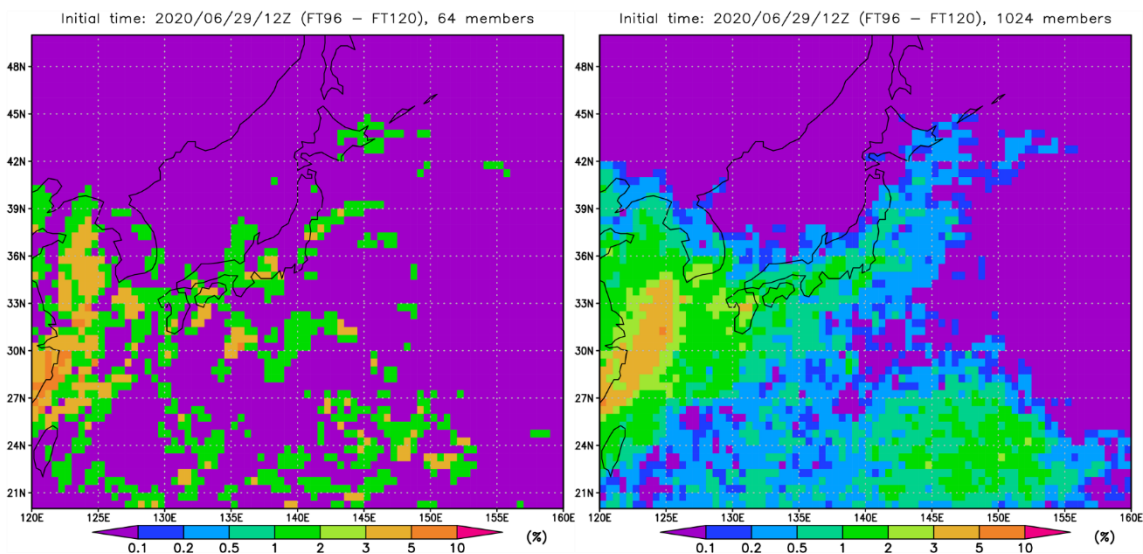 Initial time: 2020/06/29/12Z (FT96 − FT120), 64 members
48N
45N
42N
39N
36N
33N
30N
27N
24N
21N
120E 125E 130E 135E 140E 145E 150E 155E 160E
0.1 0.2 0.5 1 2 3 5 10 (%)
Initial time: 2020/06/29/12Z (FT96 − FT120), 1024 members
48N
45N
42N
39N
36N
33N
30N
27N
24N
21N
120E 125E 130E 135E 140E 145E 150E 155E 160E
0.1 0.2 0.5 1 2 3 5 10 (%)